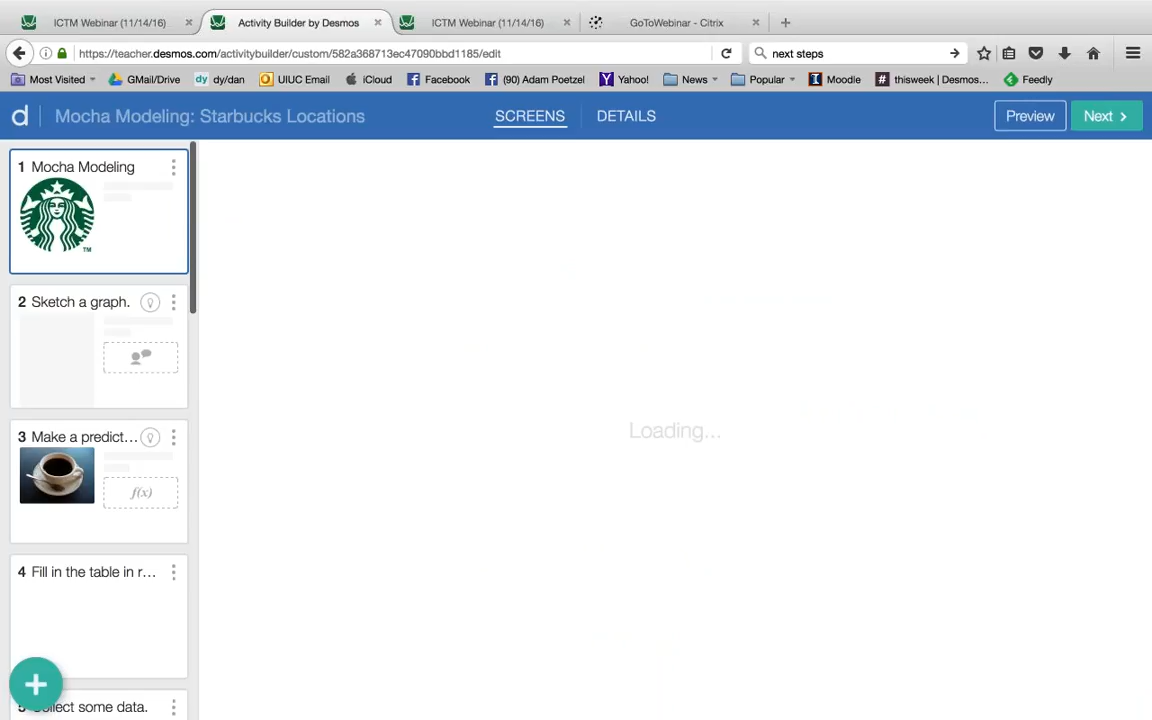 ICTM Webinar (11/14/16) × Activity Builder by Desmos × ICTM Webinar (11/14/16) × GoToWebinar - Citrix × +
https://teacher.desmos.com/activitybuilder/custom/582a368713ec47090bbd1185/edit next steps
Most Visited GMail/Drive dy dy/dan UIUC Email iCloud Facebook (90) Adam Poetzel Yahoo! News Popular Moodle # thisweek | Desmos... Feedly
d Mocha Modeling: Starbucks Locations SCREENS DETAILS Preview Next >
1 Mocha Modeling
TM
2 Sketch a graph.
3 Make a predict...
f(x)
Loading...
4 Fill in the table in r...
+
5 Collect some data.